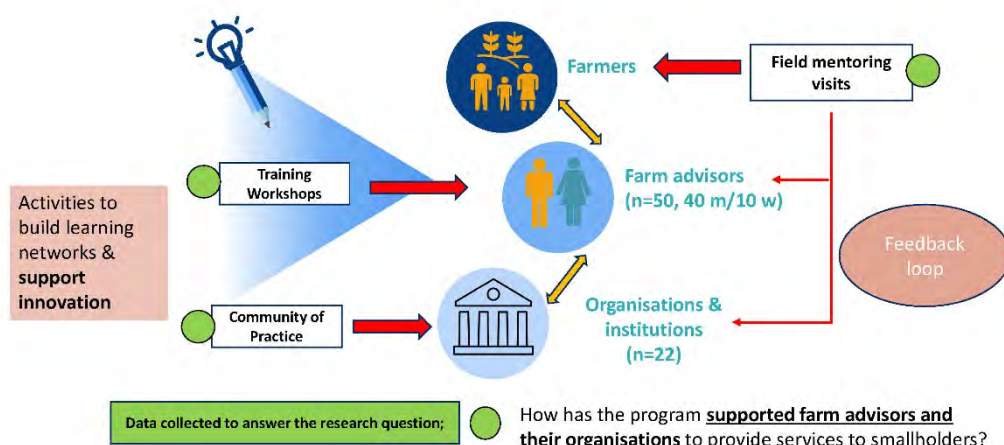 Farmers
Field mentoring
visits
Training
Workshops
Farm advisors
(n=50, 40 m/10 w)
Activities to
build learning
networks &
support
innovation
Feedback
loop
Community of
Practice
Organisations &
institutions
(n=22)
Data collected to answer the research question;
How has the program supported farm advisors and
their organisations to provide services to smallholders?